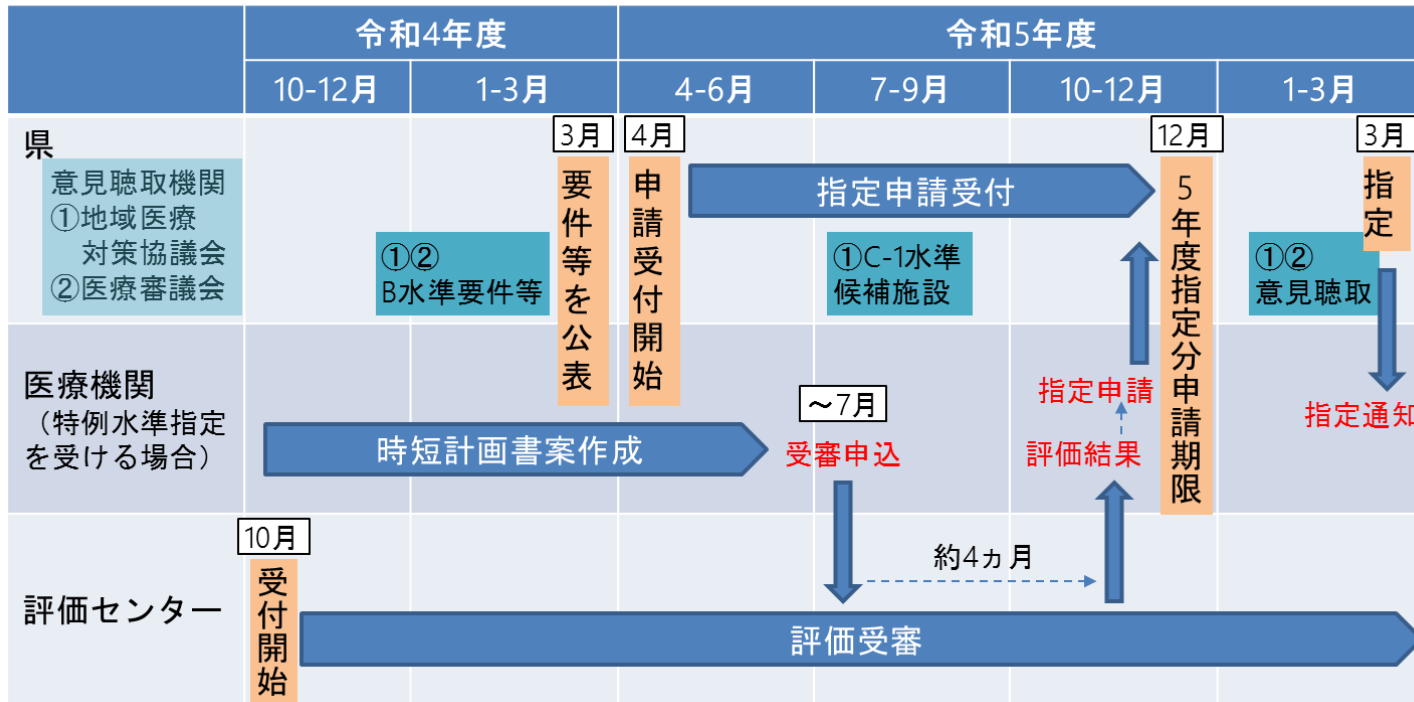 令和4年度
令和5年度
10-12月
1-3月
4-6月
7-9月
10-12月
1-3月
県
意見聴取機関
①地域医療
対策協議会
②医療審議会
①②
B水準要件等
3月
要件等を公表
4月
申請受付開始
指定申請受付
①C-1水準
候補施設
12月
5年度指定分申請期限
①②
意見聴取
3月
指定
医療機関
（特例水準指定
を受ける場合）
時短計画書案作成
～7月
受審申込
指定申請
評価結果
指定通知
評価センター
10月
受付開始
約4ヵ月
評価受審